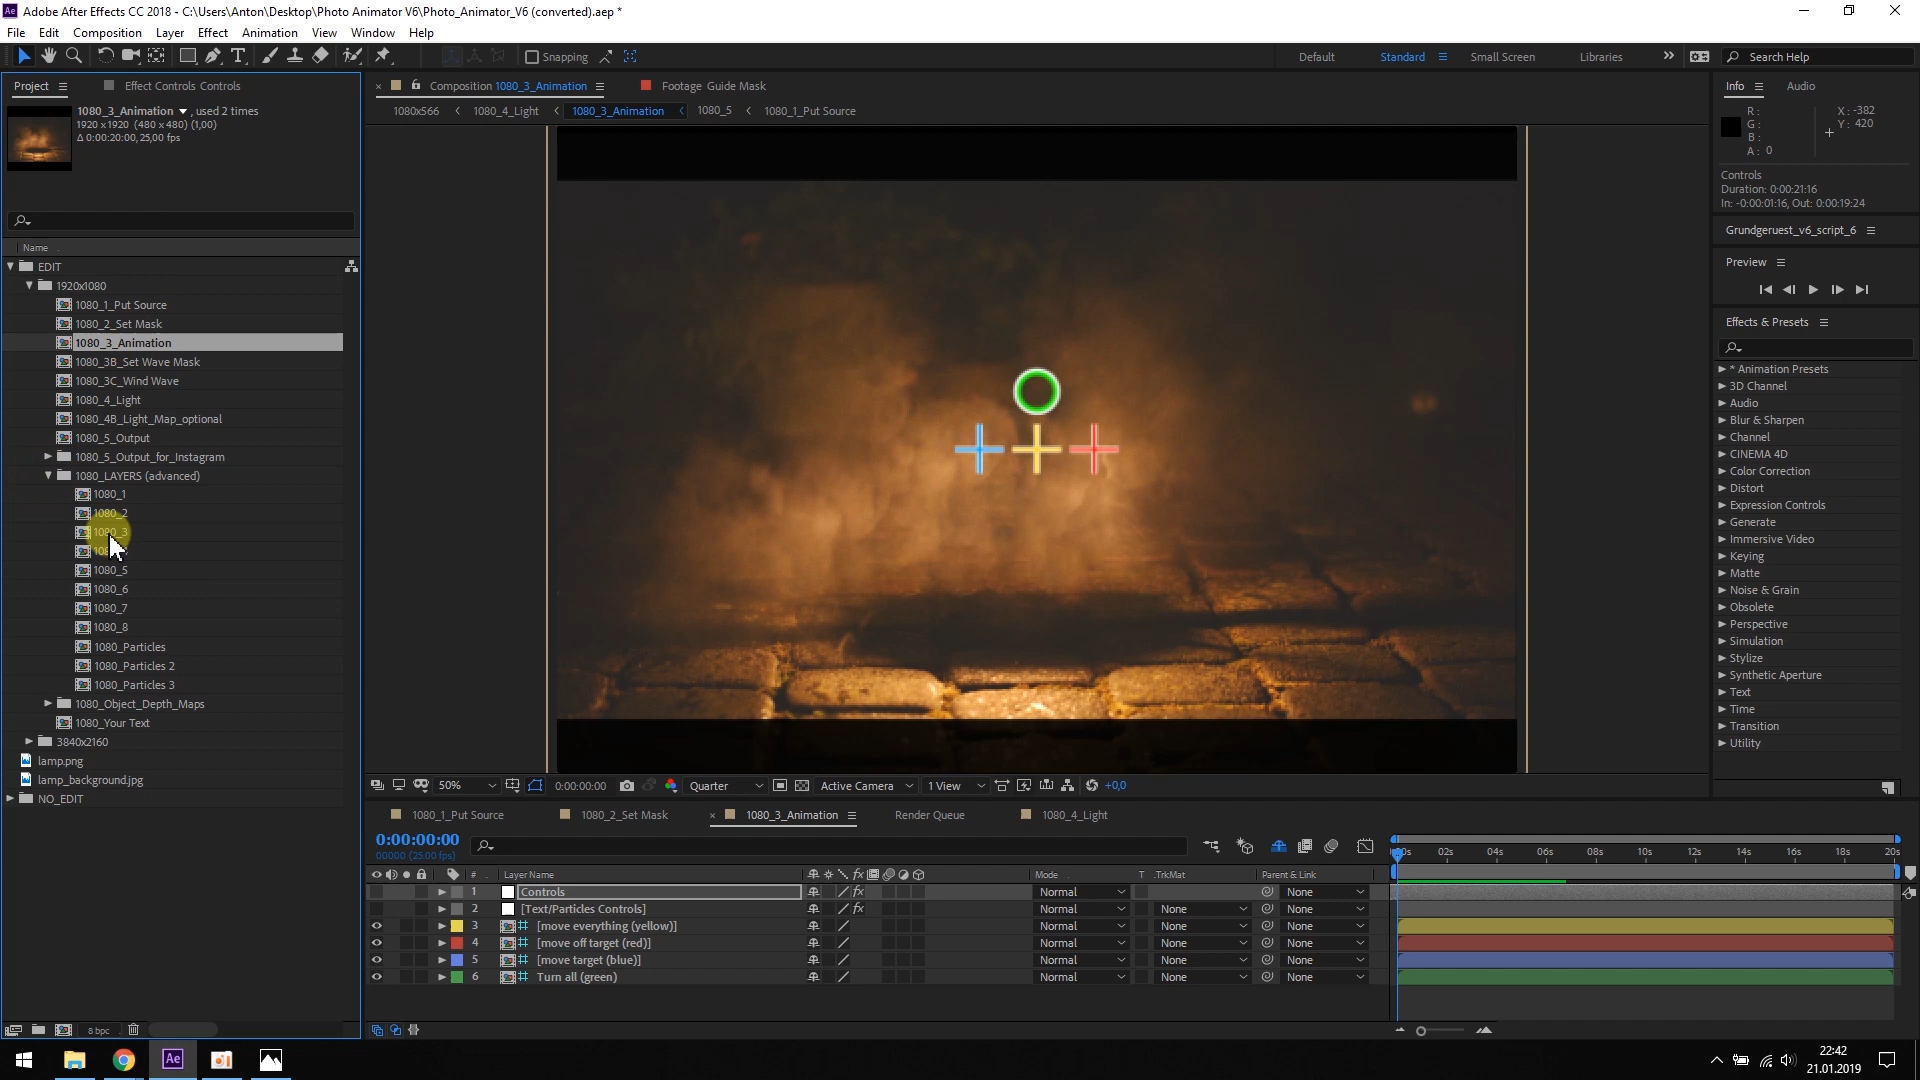 Adobe After Effects CC 2018 - C:\Users\Anton\Desktop\Photo Animator V6\Photo_Animator_V6 (converted).aep *
File Edit Composition Layer Effect Animation View Window Help
Snapping
Default Standard Small Screen Libraries Search Help
Project Effect Controls Controls
1080_3_Animation , used 2 times
1920 x1920 (480 x480) (1,00)
Δ 0:00:20:00, 25,00 fps
Name
EDIT
1920x1080
1080_1_Put Source
1080_2_Set Mask
1080_3_Animation
1080_3B_Set Wave Mask
1080_3C_Wind Wave
1080_4_Light
1080_4B_Light_Map_optional
1080_5_Output
1080_5_Output_for_Instagram
1080_LAYERS (advanced)
1080_1
1080_2
1080_3
1080_5
1080_6
1080_7
1080_8
1080_Particles
1080_Particles 2
1080_Particles 3
1080_Object_Depth_Maps
1080_Your Text
3840x2160
lamp.png
lamp_background.jpg
NO_EDIT
8 bpc
Composition 1080_3_Animation
Footage Guide Mask
1080x566 1080_4_Light 1080_3_Animation 1080_5 1080_1_Put Source
50% 0:00:00:00 Quarter Active Camera 1 View +0,0
Info Audio
R:
G:
B:
A: 0
X: -382
Y: 420
Controls
Duration: 0:00:21:16
In: -0:00:01:16, Out: 0:00:19:24
Grundgeruest_v6_script_6
Preview
Effects & Presets
* Animation Presets
3D Channel
Audio
Blur & Sharpen
Channel
CINEMA 4D
Color Correction
Distort
Expression Controls
Generate
Immersive Video
Keying
Matte
Noise & Grain
Obsolete
Perspective
Simulation
Stylize
Synthetic Aperture
Text
Time
Transition
Utility
1080_1_Put Source 1080_2_Set Mask 1080_3_Animation Render Queue 1080_4_Light
0:00:00:00
00000 (25.00 fps)
02s 04s 06s 08s 10s 12s 14s 16s 18s 20s
# Layer Name Mode T .TrkMat Parent & Link
1 Controls Normal None
2 [Text/Particles Controls] Normal None None
3 [move everything (yellow)] Normal None None
4 [move off target (red)] Normal None None
5 [move target (blue)] Normal None None
6 Turn all (green) Normal None None
22:42
21.01.2019